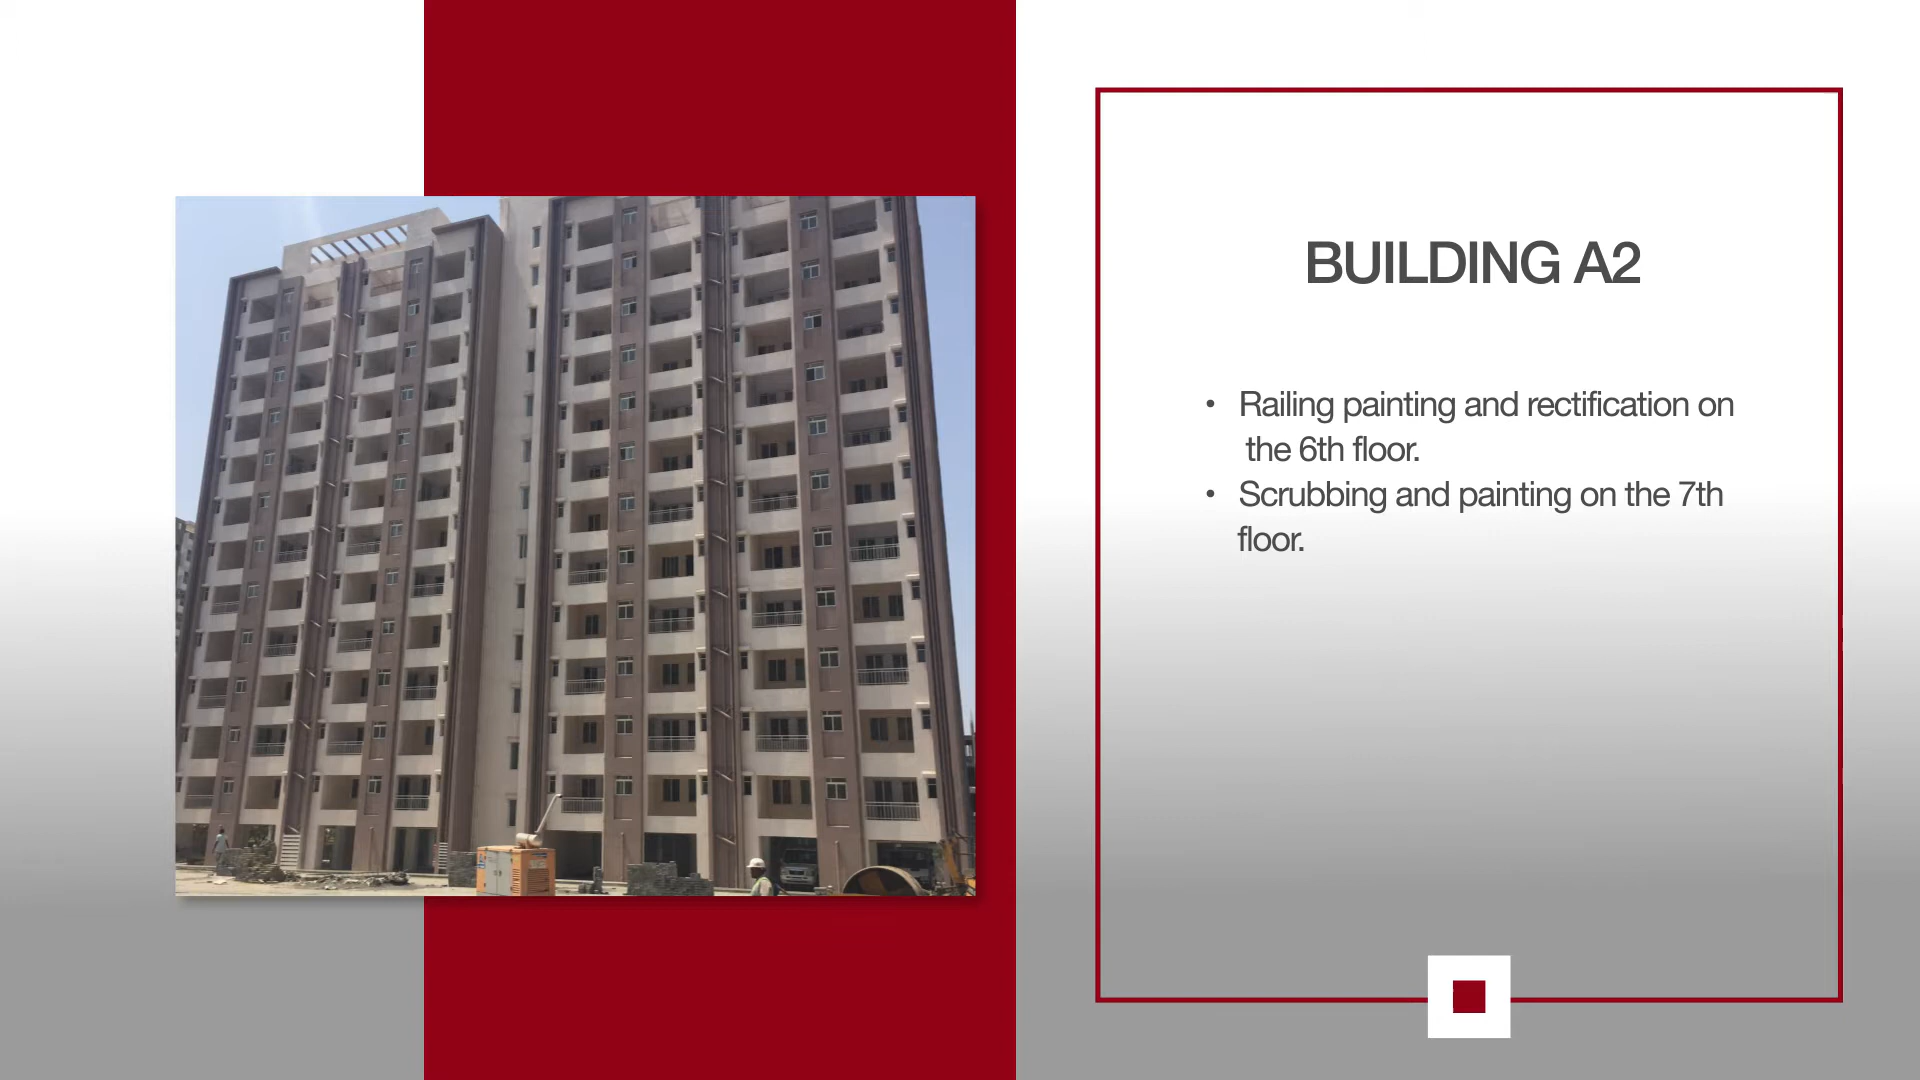 BUILDING A2
• Railing painting and rectification on
the 6th floor.
• Scrubbing and painting on the 7th
floor.